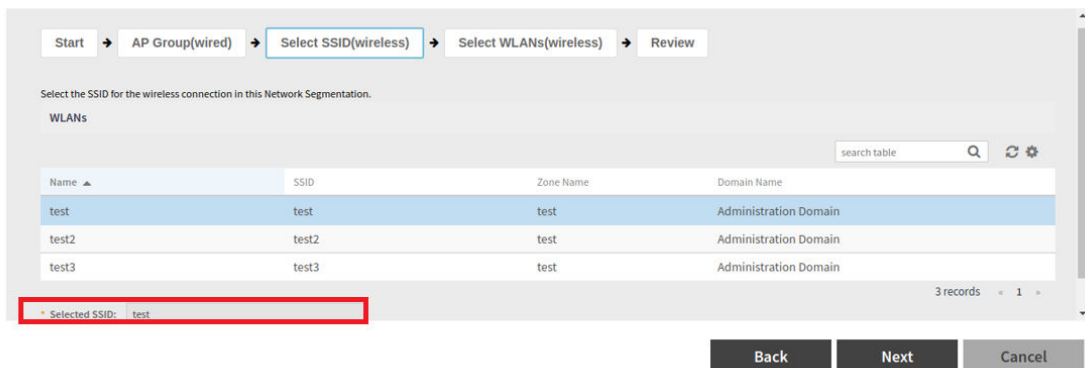 Start → AP Group(wired) → Select SSID(wireless) → Select WLANs(wireless) → Review
Select the SSID for the wireless connection in this Network Segmentation.
WLANs
search table
Name SSID Zone Name Domain Name
test test test Administration Domain
test2 test2 test Administration Domain
test3 test3 test Administration Domain
3 records « 1 »
* Selected SSID: test
Back Next Cancel